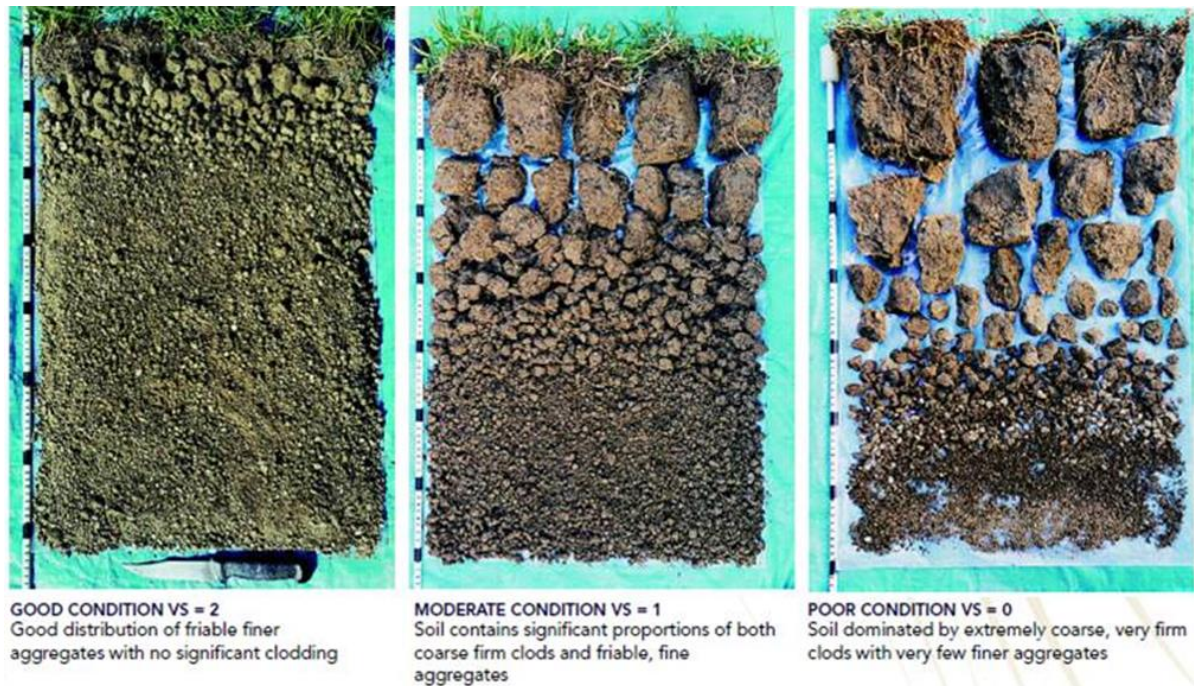 GOOD CONDITION VS = 2
Good distribution of friable finer
aggregates with no significant clodding
MODERATE CONDITION VS = 1
Soil contains significant proportions of both
coarse firm clods and friable, fine
aggregates
POOR CONDITION VS = 0
Soil dominated by extremely coarse, very firm
clods with very few finer aggregates